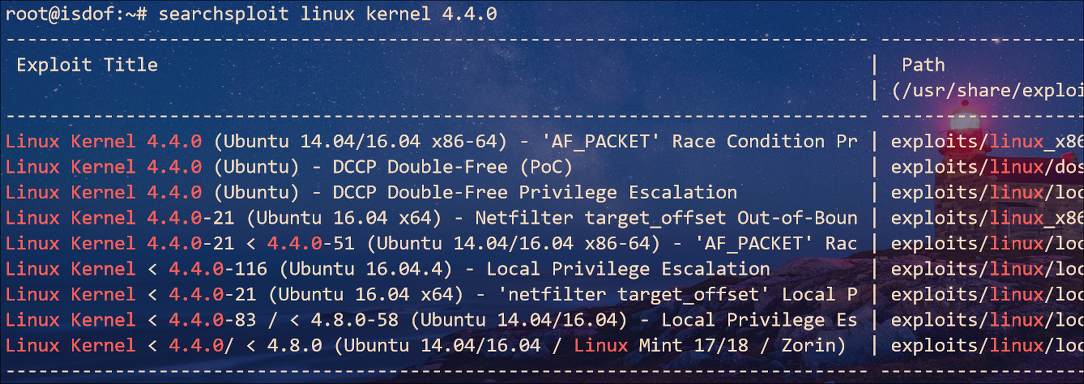 root@isdof:~# searchsploit linux kernel 4.4.0
--------------------------------------------------------------------------- ------------------
 Exploit Title | Path
 | (/usr/share/exploi
--------------------------------------------------------------------------- ------------------
Linux Kernel 4.4.0 (Ubuntu 14.04/16.04 x86-64) - 'AF_PACKET' Race Condition Pr | exploits/linux_x86
Linux Kernel 4.4.0 (Ubuntu) - DCCP Double-Free (PoC) | exploits/linux/dos
Linux Kernel 4.4.0 (Ubuntu) - DCCP Double-Free Privilege Escalation | exploits/linux/loc
Linux Kernel 4.4.0-21 (Ubuntu 16.04 x64) - Netfilter target_offset Out-of-Boun | exploits/linux_x86
Linux Kernel 4.4.0-21 < 4.4.0-51 (Ubuntu 14.04/16.04 x86-64) - 'AF_PACKET' Rac | exploits/linux/loc
Linux Kernel < 4.4.0-116 (Ubuntu 16.04.4) - Local Privilege Escalation | exploits/linux/loc
Linux Kernel < 4.4.0-21 (Ubuntu 16.04 x64) - 'netfilter target_offset' Local P | exploits/linux/loc
Linux Kernel < 4.4.0-83 / < 4.8.0-58 (Ubuntu 14.04/16.04) - Local Privilege Es | exploits/linux/loc
Linux Kernel < 4.4.0/ < 4.8.0 (Ubuntu 14.04/16.04 / Linux Mint 17/18 / Zorin) | exploits/linux/loc
--------------------------------------------------------------------------- ------------------